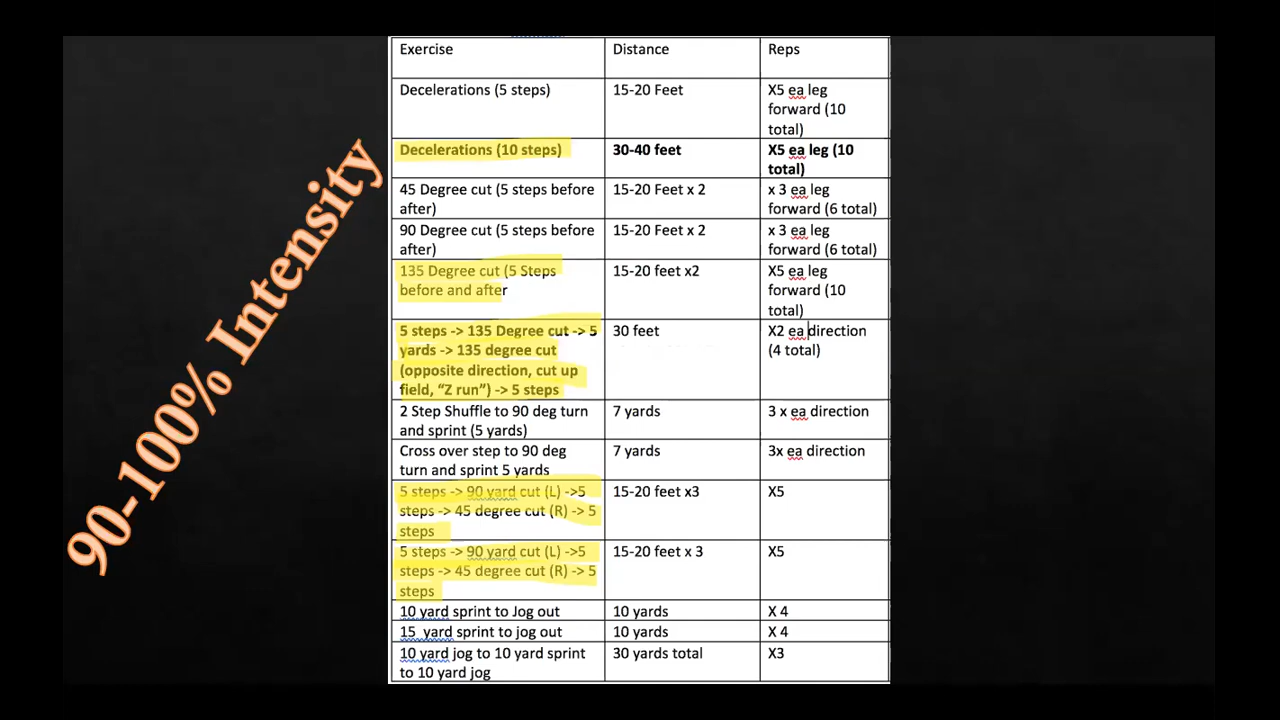 90-100% Intensity
Exercise Distance Reps
Decelerations (5 steps) 15-20 Feet X5 ea leg
forward (10
total)
Decelerations (10 steps) 30-40 feet X5 ea leg (10
total)
45 Degree cut (5 steps before 15-20 Feet x 2 x 3 ea leg
after) forward (6 total)
90 Degree cut (5 steps before 15-20 Feet x 2 x 3 ea leg
after) forward (6 total)
135 Degree cut (5 Steps 15-20 feet x2 X5 ea leg
before and after forward (10
total)
5 steps -> 135 Degree cut -> 5 30 feet X2 ea direction
yards -> 135 degree cut (4 total)
(opposite direction, cut up
field, “Z run”) -> 5 steps
2 Step Shuffle to 90 deg turn 7 yards 3 x ea direction
and sprint (5 yards)
Cross over step to 90 deg 7 yards 3x ea direction
turn and sprint 5 yards
5 steps -> 90 yard cut (L) ->5 15-20 feet x3 X5
steps -> 45 degree cut (R) -> 5
steps
5 steps -> 90 yard cut (L) ->5 15-20 feet x 3 X5
steps -> 45 degree cut (R) -> 5
steps
10 yard sprint to Jog out 10 yards X 4
15 yard sprint to jog out 10 yards X 4
10 yard jog to 10 yard sprint 30 yards total X3
to 10 yard jog